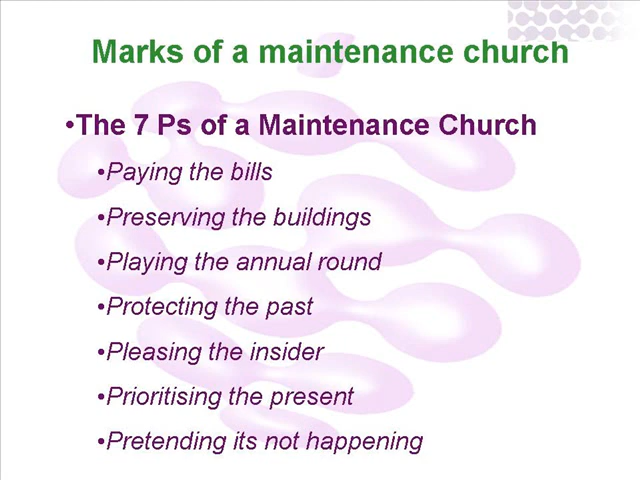 Marks of a maintenance church
•The 7 Ps of a Maintenance Church
•Paying the bills
•Preserving the buildings
•Playing the annual round
•Protecting the past
•Pleasing the insider
•Prioritising the present
•Pretending its not happening